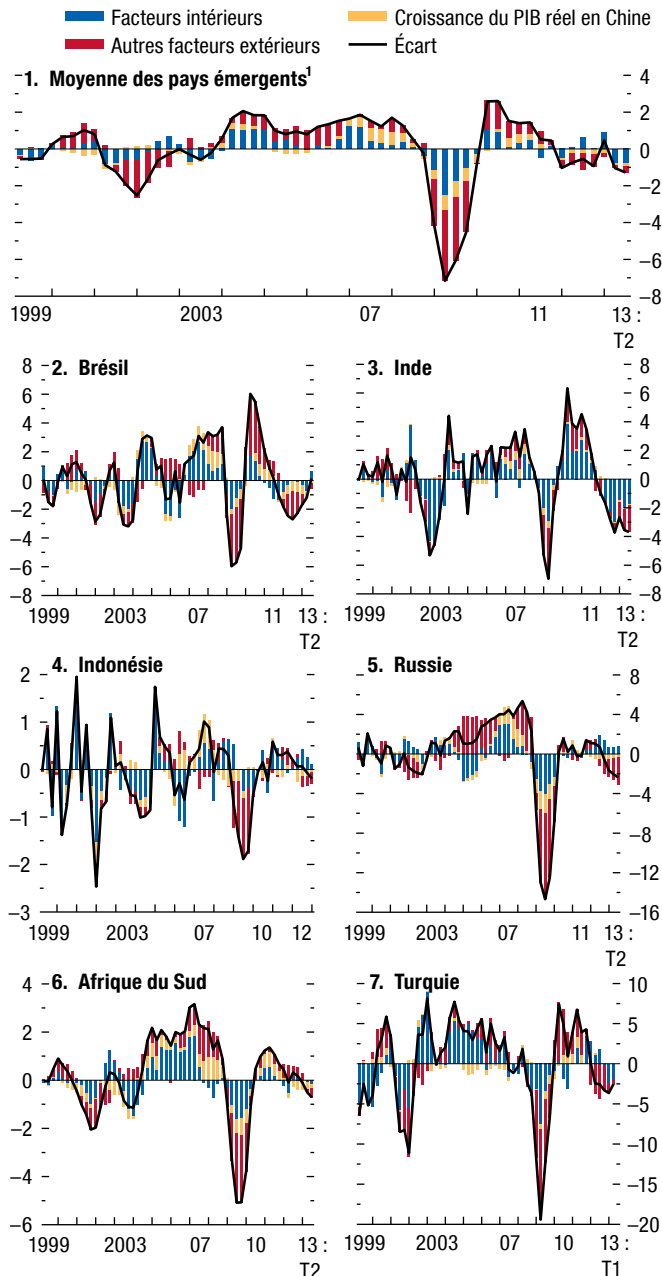 Facteurs intérieurs
Croissance du PIB réel en Chine
Autres facteurs extérieurs
Écart
1. Moyenne des pays émergents¹
4
2
0
–2
–4
–6
–8
1999 2003 07 11 13 :
T2
2. Brésil
8
6
4
2
0
–2
–4
–6
–8
1999 2003 07 11 13 :
T2
3. Inde
8
6
4
2
0
–2
–4
–6
–8
1999 2003 07 11 13 :
T2
4. Indonésie
2
1
0
–1
–2
–3
1999 2003 07 10 12
5. Russie
8
4
0
–4
–8
–12
–16
1999 2003 07 11 13 :
T2
6. Afrique du Sud
4
2
0
–2
–4
–6
1999 2003 07 10 13 :
T2
7. Turquie
10
5
0
–5
–10
–15
–20
1999 2003 07 10 13 :
T1